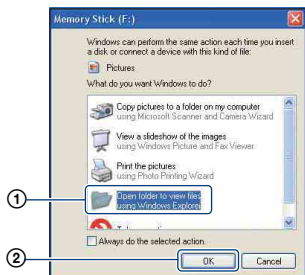 Memory Stick (F:)
Windows can perform the same action each time you insert
a disk or connect a device with this kind of file:
Pictures
What do you want Windows to do?
Copy pictures to a folder on my computer
using Microsoft Scanner and Camera Wizard
View a slideshow of the images
using Windows Picture and Fax Viewer
Print the pictures
using Photo Printing Wizard
① Open folder to view files
using Windows Explorer
Always do the selected action.
② OK Cancel